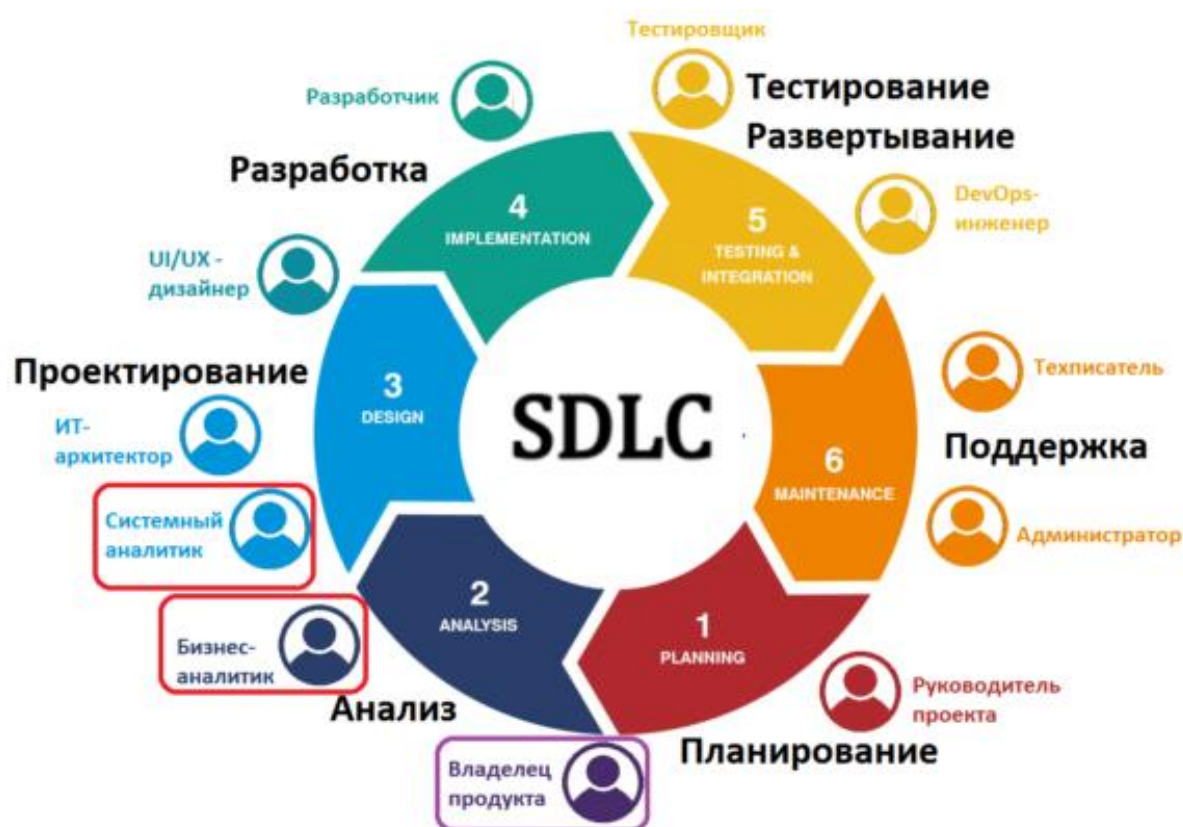 Тестировщик
Тестирование
Развертывание
Разработчик
Разработка
4
IMPLEMENTATION
5
TESTING &
INTEGRATION
DevOps-
инженер
UI/UX -
дизайнер
Проектирование
3
DESIGN
SDLC
Техписатель
ИТ-
архитектор
Поддержка
6
MAINTENANCE
Системный
аналитик
Администратор
2
ANALYSIS
1
PLANNING
Бизнес-
аналитик
Анализ
Руководитель
проекта
Планирование
Владелец
продукта